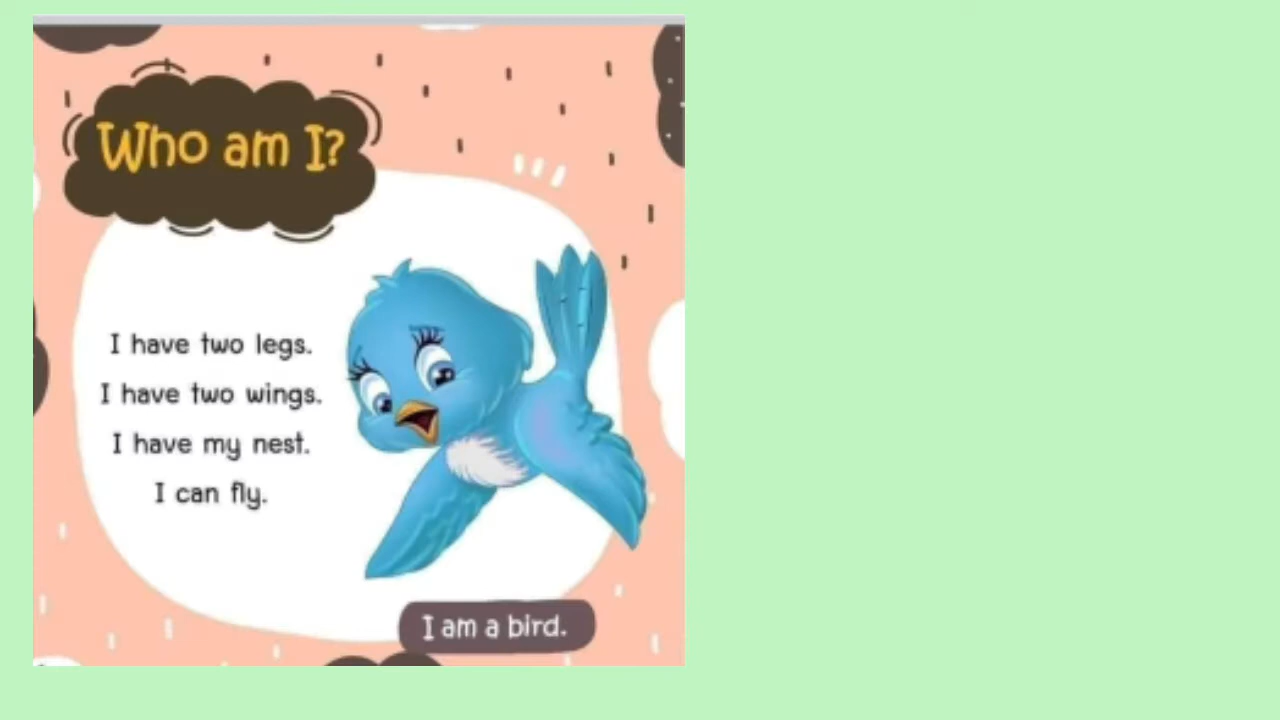 Who am I?
I have two legs.
I have two wings.
I have my nest.
I can fly.
I am a bird.